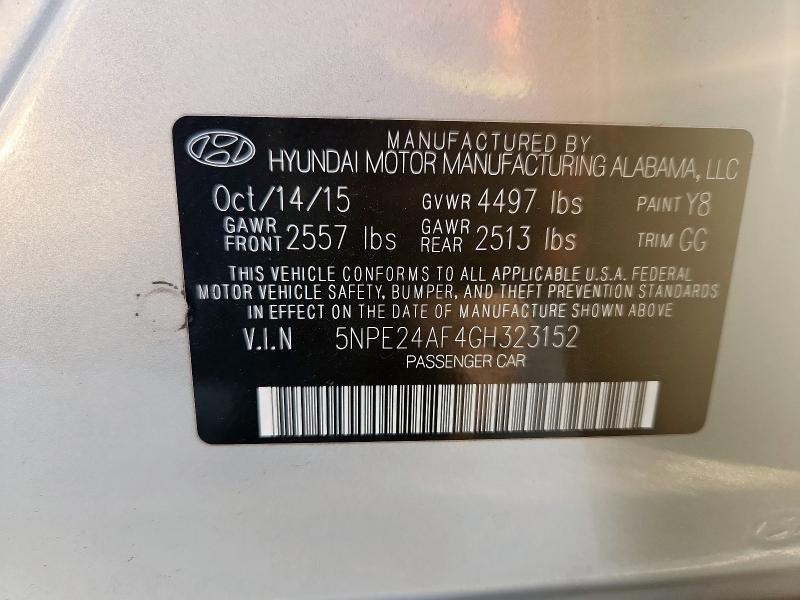 MANUFACTURED BY
HYUNDAI MOTOR MANUFACTURING ALABAMA, LLC
Oct/14/15 GVWR 4497 lbs PAINT Y8
GAWR FRONT 2557 lbs GAWR REAR 2513 lbs TRIM GG
THIS VEHICLE CONFORMS TO ALL APPLICABLE U.S.A. FEDERAL
MOTOR VEHICLE SAFETY, BUMPER, AND THEFT PREVENTION STANDARDS
IN EFFECT ON THE DATE OF MANUFACTURE SHOWN ABOVE
V.I.N 5NPE24AF4GH323152
PASSENGER CAR